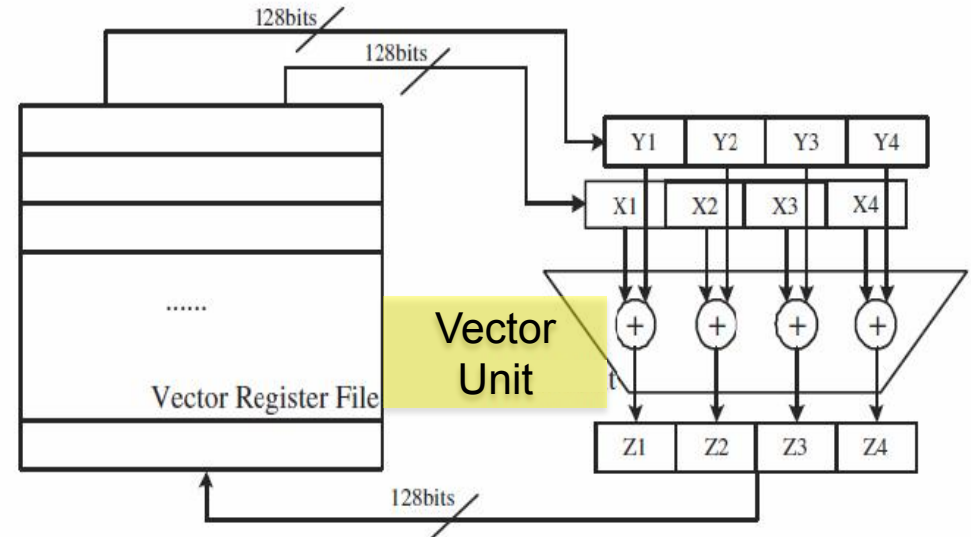 128bits
128bits
Y1 Y2 Y3 Y4
X1 X2 X3 X4
......
+ + + +
Vector
Unit
t
Vector Register File
Z1 Z2 Z3 Z4
128bits